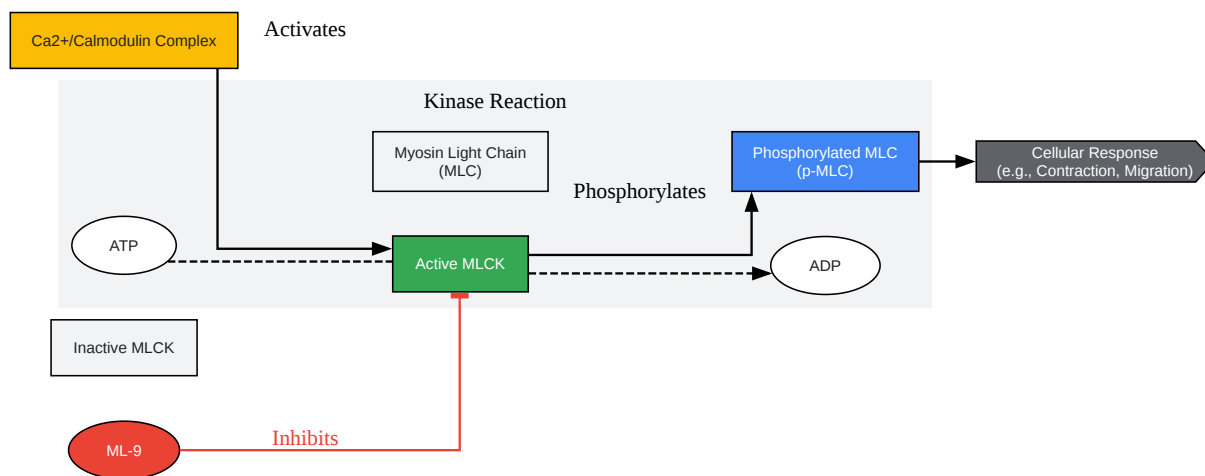 Ca2+/Calmodulin Complex
Activates
Kinase Reaction
Myosin Light Chain
(MLC)
Phosphorylated MLC
(p-MLC)
Cellular Response
(e.g., Contraction, Migration)
Phosphorylates
ATP
Active MLCK
ADP
Inactive MLCK
ML-9
Inhibits